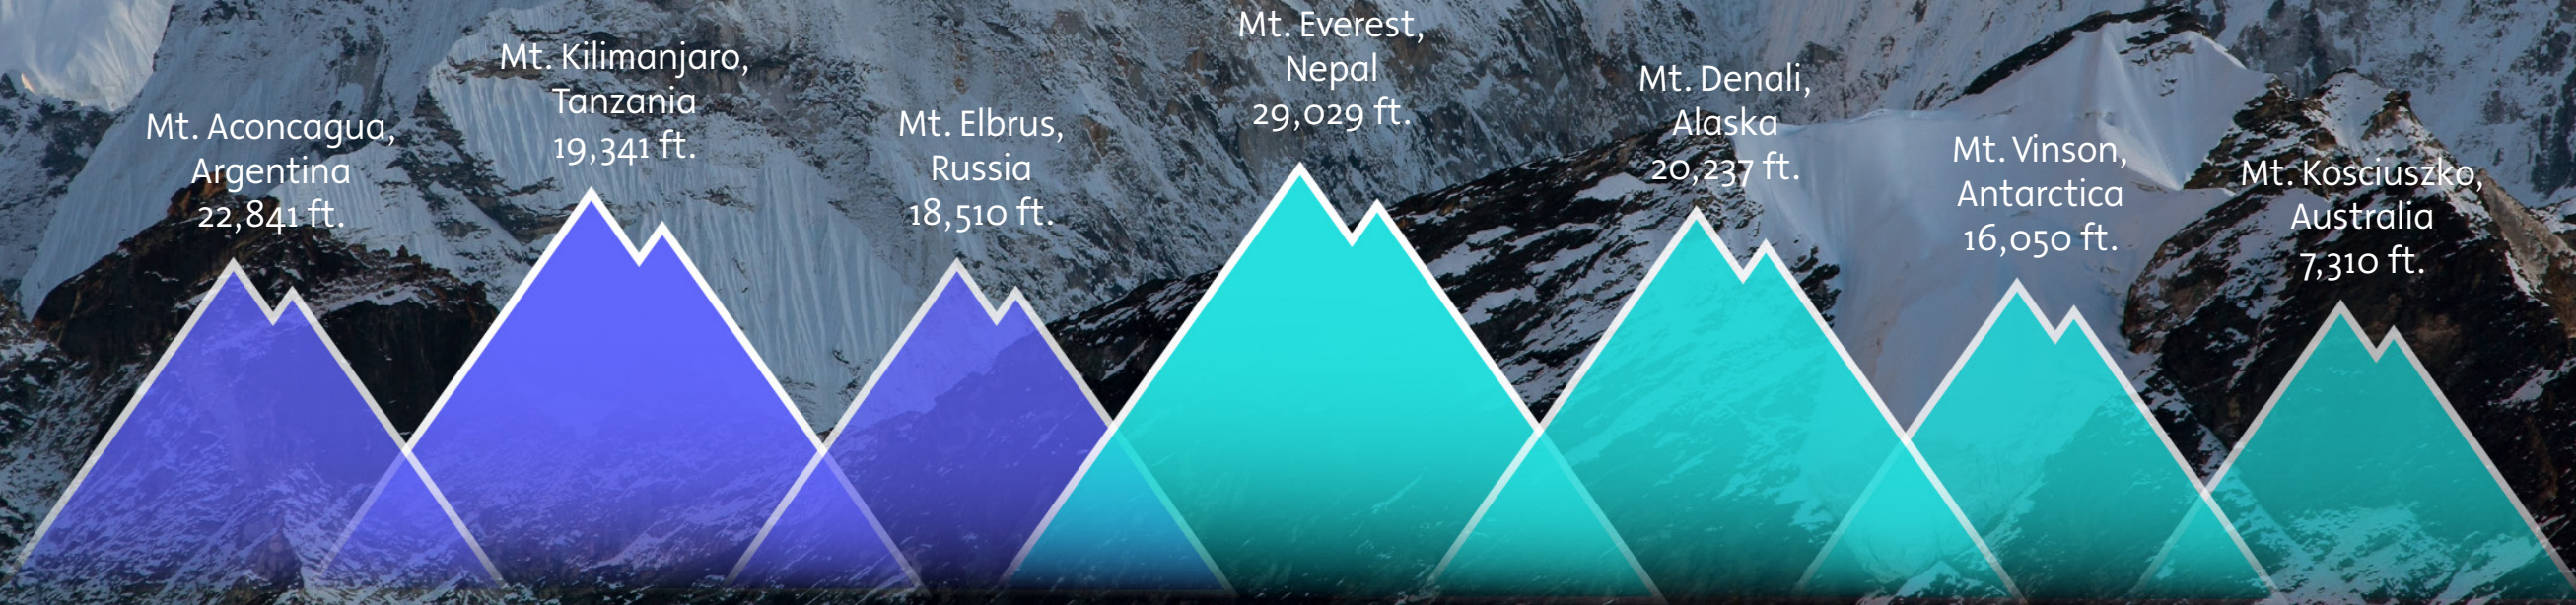 Mt. Aconcagua,
Argentina
22,841 ft.
Mt. Kilimanjaro,
Tanzania
19,341 ft.
Mt. Elbrus,
Russia
18,510 ft.
Mt. Everest,
Nepal
29,029 ft.
Mt. Denali,
Alaska
20,237 ft.
Mt. Vinson,
Antarctica
16,050 ft.
Mt. Kosciuszko,
Australia
7,310 ft.